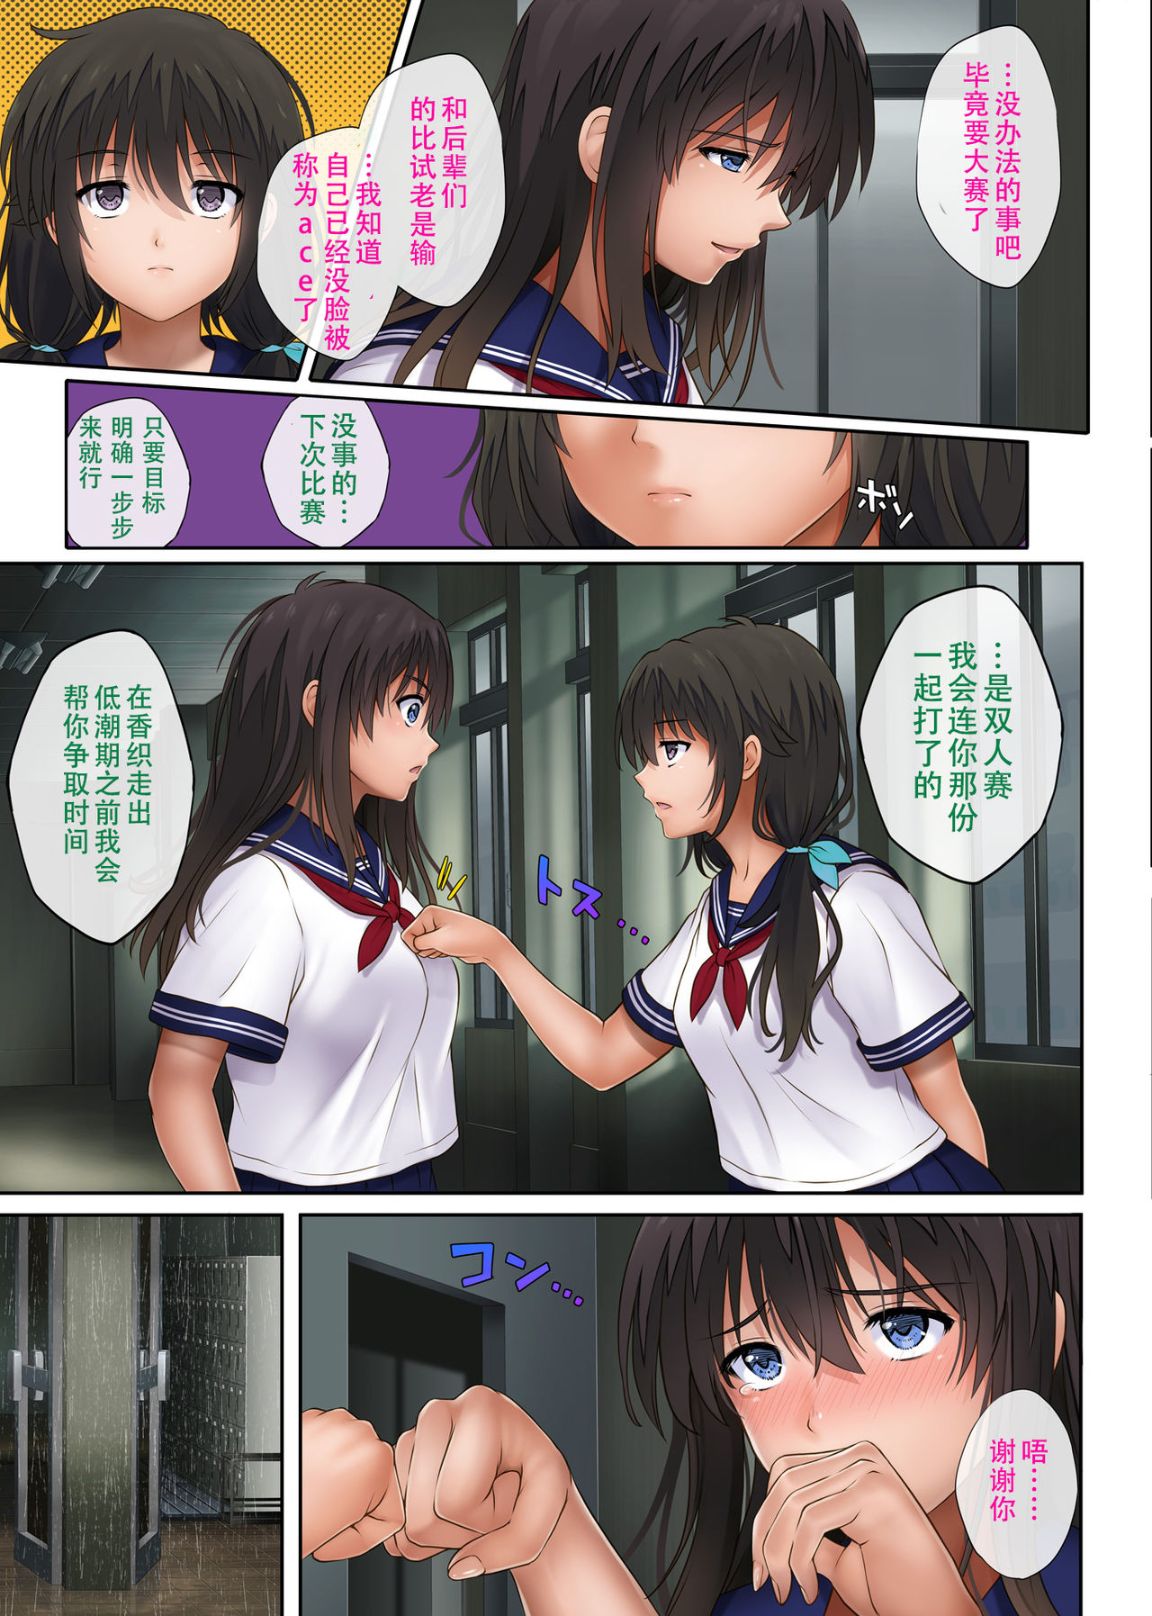 …没办法的事吧
毕竟要大赛了
和后辈们
的比试老是输
…我知道
自己已经没脸被
称为ace了
ボソ
没事的…
下次比赛
只要目标
明确一步步
来就行
…是双人赛
我会连你那份
一起打了的
トス…
在香织走出
低潮期之前我会
帮你争取时间
唔……
谢谢你
コン…